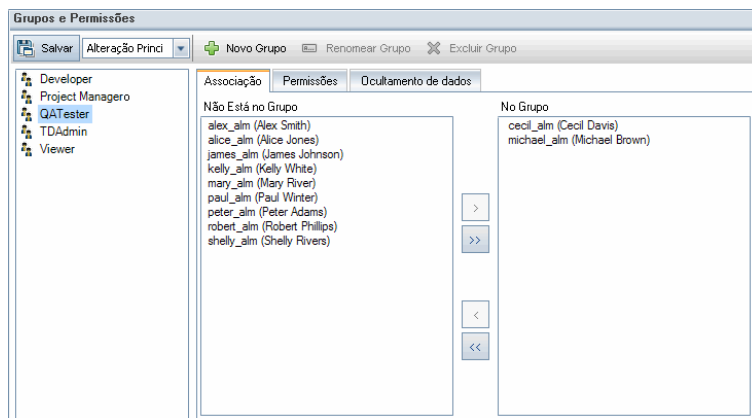 Grupos e Permissões
Salvar Alteração Princi Novo Grupo Renomear Grupo Excluir Grupo
Developer
Project Managero
QATester
TDAdmin
Viewer
Associação Permissões Ocultamento de dados
Não Está no Grupo
alex_alm (Alex Smith)
alice_alm (Alice Jones)
james_alm (James Johnson)
kelly_alm (Kelly White)
mary_alm (Mary River)
paul_alm (Paul Winter)
peter_alm (Peter Adams)
robert_alm (Robert Phillips)
shelly_alm (Shelly Rivers)
>
>>
<
<<
No Grupo
cecil_alm (Cecil Davis)
michael_alm (Michael Brown)